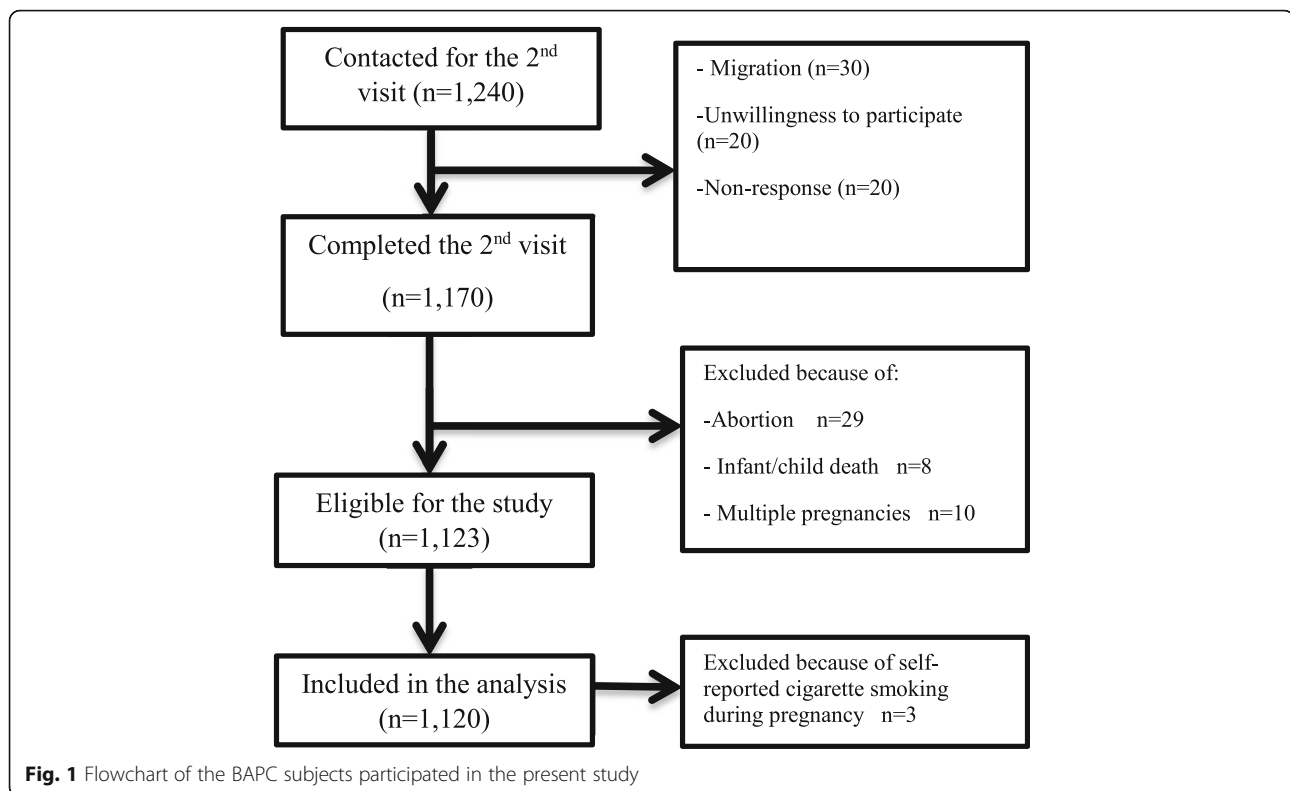 Contacted for the 2nd
visit (n=1,240)
- Migration (n=30)
-Unwillingness to participate
(n=20)
-Non-response (n=20)
Completed the 2nd visit
(n=1,170)
Excluded because of:
-Abortion n=29
- Infant/child death n=8
- Multiple pregnancies n=10
Eligible for the study
(n=1,123)
Included in the analysis
(n=1,120)
Excluded because of self-
reported cigarette smoking
during pregnancy n=3
Fig. 1 Flowchart of the BAPC subjects participated in the present study